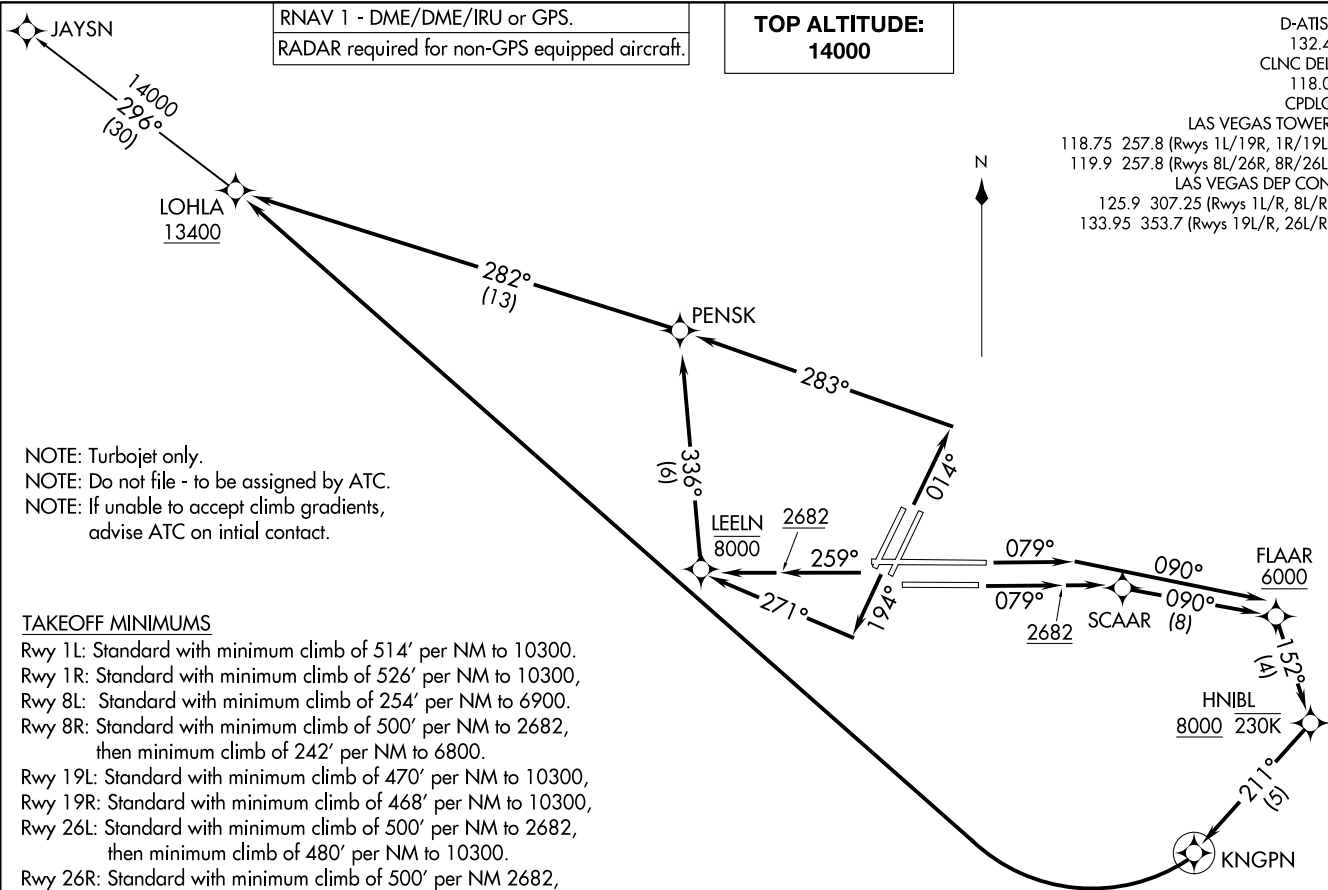 JAYSN
RNAV 1 - DME/DME/IRU or GPS.
RADAR required for non-GPS equipped aircraft.
TOP ALTITUDE:
14000
D-ATIS
132.4
CLNC DEL
118.0
CPDLC
LAS VEGAS TOWER
118.75 257.8 (Rwys 1L/19R, 1R/19L
119.9 257.8 (Rwys 8L/26R, 8R/26L
LAS VEGAS DEP CON
125.9 307.25 (Rwys 1L/R, 8L/R
133.95 353.7 (Rwys 19L/R, 26L/R
14000
296°
(30)
N
LOHLA
13400
282°
(13)
PENSK
283°
NOTE: Turbojet only.
NOTE: Do not file - to be assigned by ATC.
NOTE: If unable to accept climb gradients,
advise ATC on intial contact.
336°
(6)
014°
LEELN
8000
2682
259°
079°
090°
FLAAR
6000
271°
194°
079°
2682
SCAAR
090°
(8)
152°
(4)
HNIBL
8000 230K
211°
(5)
KNGPN
TAKEOFF MINIMUMS
Rwy 1L: Standard with minimum climb of 514' per NM to 10300.
Rwy 1R: Standard with minimum climb of 526' per NM to 10300,
Rwy 8L: Standard with minimum climb of 254' per NM to 6900.
Rwy 8R: Standard with minimum climb of 500' per NM to 2682,
then minimum climb of 242' per NM to 6800.
Rwy 19L: Standard with minimum climb of 470' per NM to 10300,
Rwy 19R: Standard with minimum climb of 468' per NM to 10300,
Rwy 26L: Standard with minimum climb of 500' per NM to 2682,
then minimum climb of 480' per NM to 10300.
Rwy 26R: Standard with minimum climb of 500' per NM 2682,